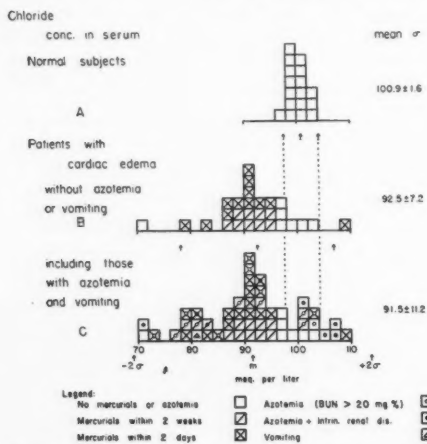 Chloride
conc. in serum
mean σ
Normal subjects
100.9±1.6
A
Patients with
cardiac edema
without azotemia
or vomiting
92.5±7.2
B
including those
with azotemia
and vomiting
91.5±11.2
C
70 80 90 100 110
-2σ m +2σ
meq. per liter
Legend:
No mercurials or azotemia
Azotemia (BUN > 20 mg %)
Mercurials within 2 weeks
Azotemia + Intrin. renal dis.
Mercurials within 2 days
Vomiting